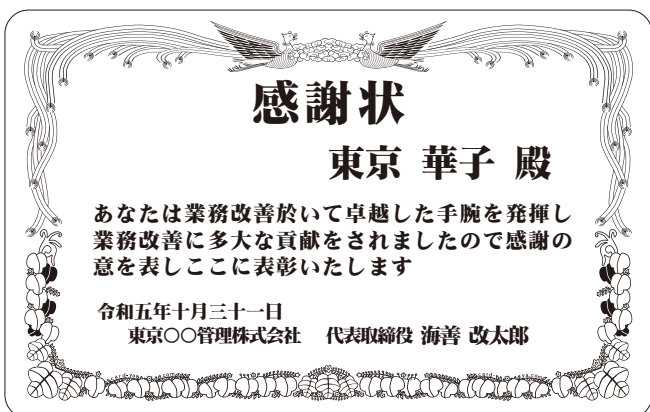 感謝状
東京 華子 殿
あなたは業務改善於いて卓越した手腕を発揮し
業務改善に多大な貢献をされましたので感謝の
意を表しここに表彰いたします
令和五年十月三十一日
東京〇〇管理株式会社 代表取締役 海善 改太郎